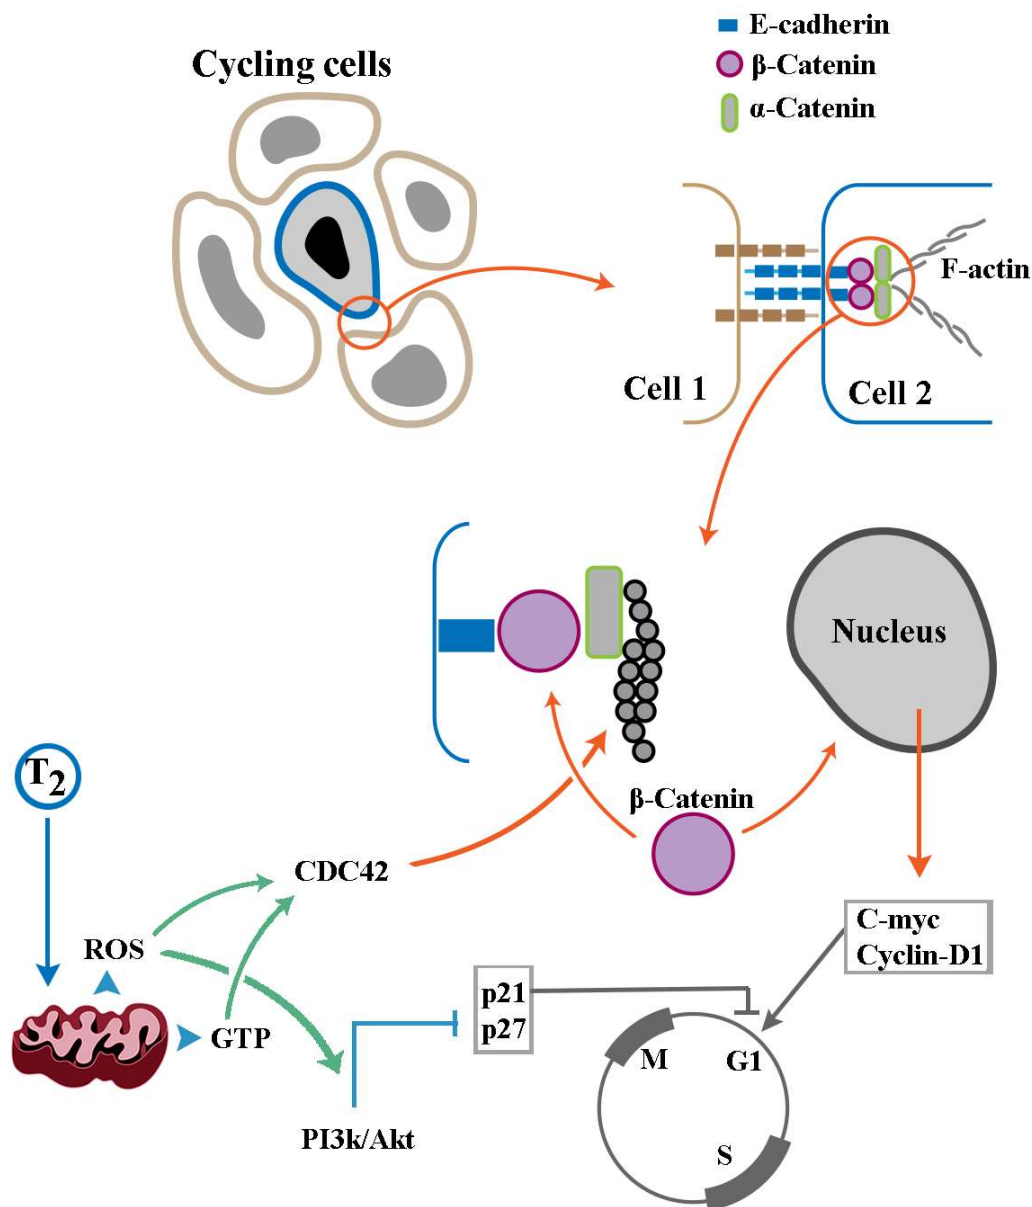 E-cadherin
β-Catenin
α-Catenin
Cycling cells
F-actin
Cell 1
Cell 2
Nucleus
T2
β-Catenin
CDC42
C-myc
Cyclin-D1
ROS
p21
p27
GTP
M
G1
PI3k/Akt
S